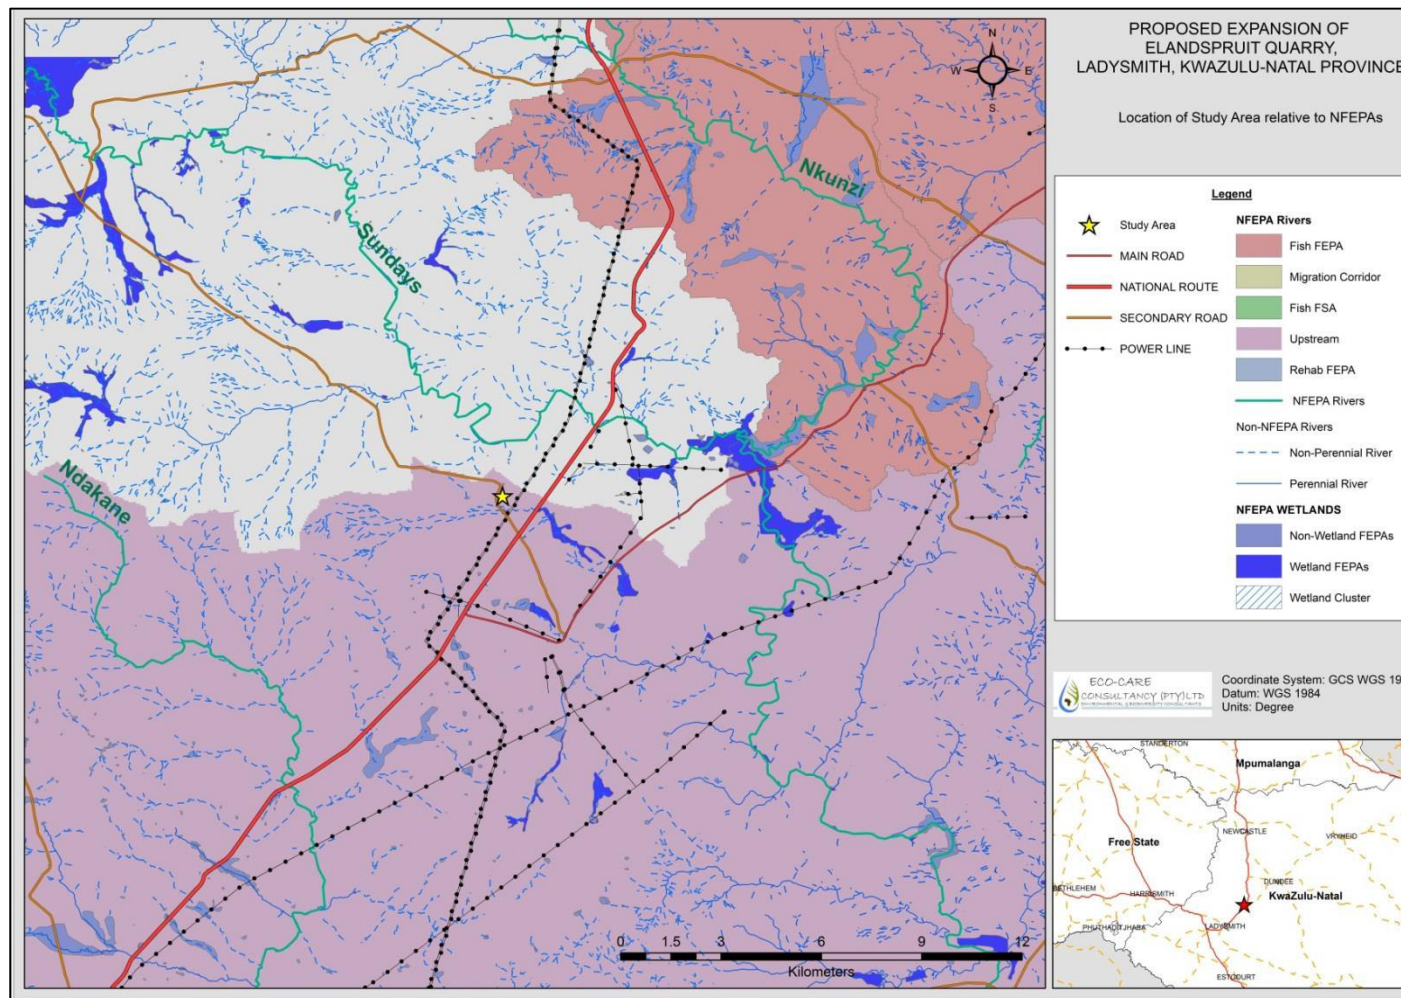 PROPOSED EXPANSION OF
ELANDSPRUIT QUARRY,
LADYSMITH, KWAZULU-NATAL PROVINCE
Location of Study Area relative to NFEPAs
N
W
E
S
Nkunzi
Sundays
Ndakane
Legend
Study Area
MAIN ROAD
NATIONAL ROUTE
SECONDARY ROAD
POWER LINE
NFEPA Rivers
Fish FEPA
Migration Corridor
Fish FSA
Upstream
Rehab FEPA
NFEPA Rivers
Non-NFEPA Rivers
Non-Perennial River
Perennial River
NFEPA WETLANDS
Non-Wetland FEPAs
Wetland FEPAs
Wetland Cluster
ECO-CARE
CONSULTANCY (PTY)LTD
ENVIRONMENTAL & BIODIVERSITY CONSULTANTS
Coordinate System: GCS WGS 19
Datum: WGS 1984
Units: Degree
0 1.5 3 6 9 12
Kilometers
STANDERTON
Mpumalanga
NEWCASTLE
VRYHEID
Free State
DUNDEE
HARRISMITH
KwaZulu-Natal
LADYSMITH
PHUTHADITJHABA
ESTCOURT